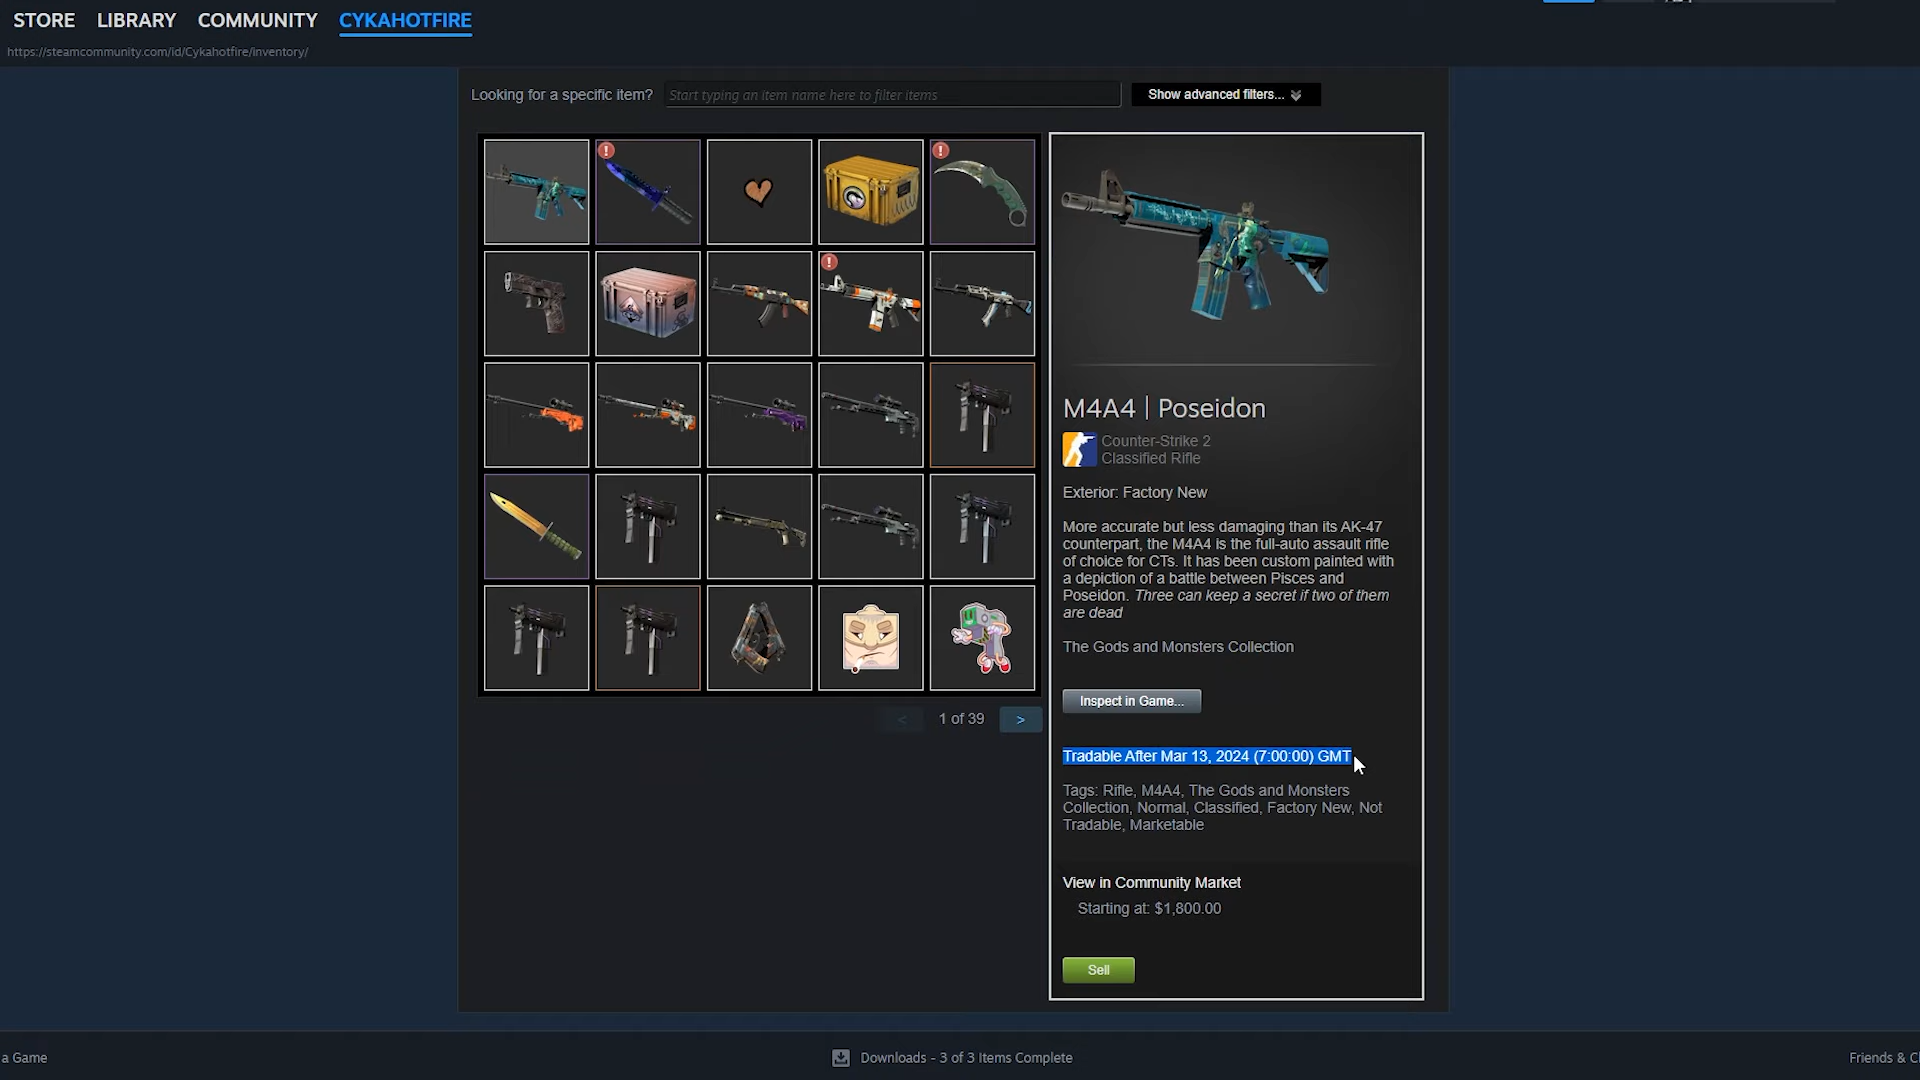 STORE LIBRARY COMMUNITY CYKAHOTFIRE
https://steamcommunity.com/id/Cykahotfire/inventory/
Looking for a specific item? Start typing an item name here to filter items Show advanced filters...
M4A4 | Poseidon
Counter-Strike 2
Classified Rifle
Exterior: Factory New
More accurate but less damaging than its AK-47
counterpart, the M4A4 is the full-auto assault rifle
of choice for CTs. It has been custom painted with
a depiction of a battle between Pisces and
Poseidon. Three can keep a secret if two of them
are dead
The Gods and Monsters Collection
Inspect in Game...
< 1 of 39 >
Tradable After Mar 13, 2024 (7:00:00) GMT
Tags: Rifle, M4A4, The Gods and Monsters
Collection, Normal, Classified, Factory New, Not
Tradable, Marketable
View in Community Market
Starting at: $1,800.00
Sell
a Game Downloads - 3 of 3 Items Complete Friends & C